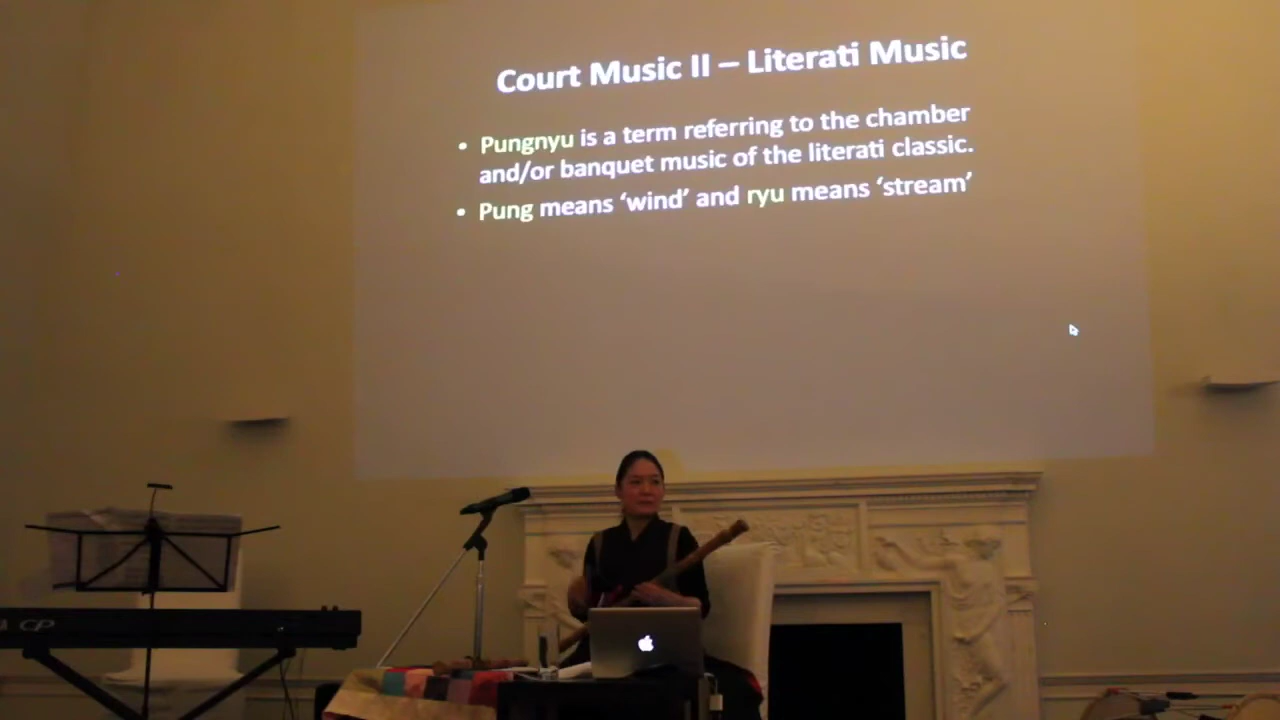 Court Music II – Literati Music
• Pungnyu is a term referring to the chamber
and/or banquet music of the literati classic.
• Pung means ‘wind’ and ryu means ‘stream’
CP